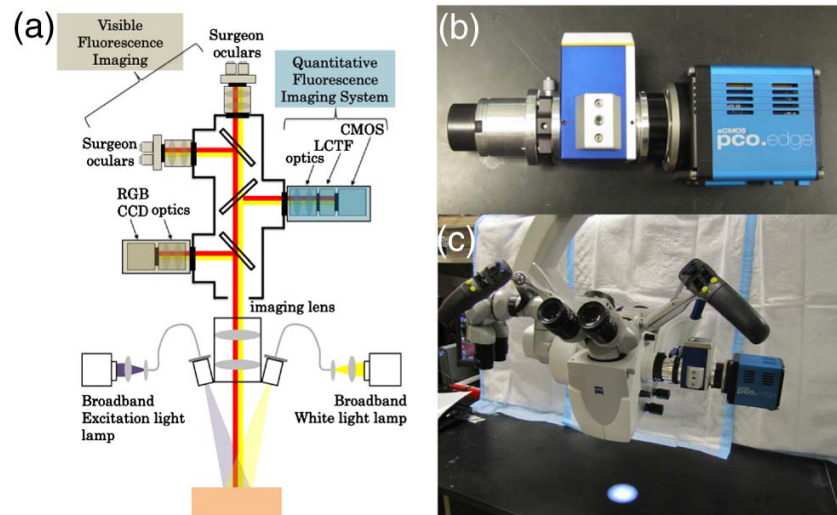 (a)
Visible
Fluorescence
Imaging
Surgeon
oculars
Quantitative
Fluorescence
Imaging System
CMOS
LCTF
optics
Surgeon
oculars
RGB
CCD
optics
imaging lens
Broadband
Excitation light
lamp
Broadband
White light lamp
(b)
sCMOS
pco.edge
(c)
pco.edge